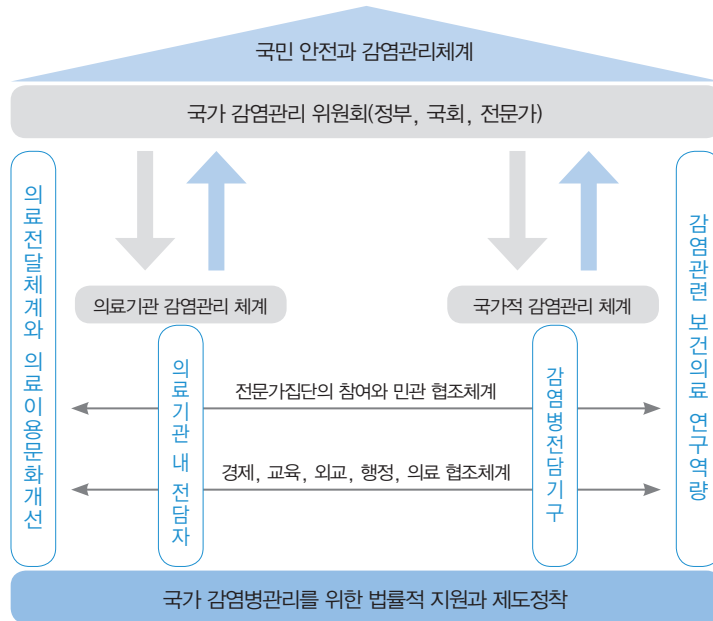 국민 안전과 감염관리체계
국가 감염관리 위원회(정부, 국회, 전문가)
의료전달체계와 의료이용문화개선
감염관련 보건의료 연구역량
의료기관 감염관리 체계
국가적 감염관리 체계
의료기관 내 전담자
감염병전담기구
전문가집단의 참여와 민관 협조체계
경제, 교육, 외교, 행정, 의료 협조체계
국가 감염병관리를 위한 법률적 지원과 제도정착